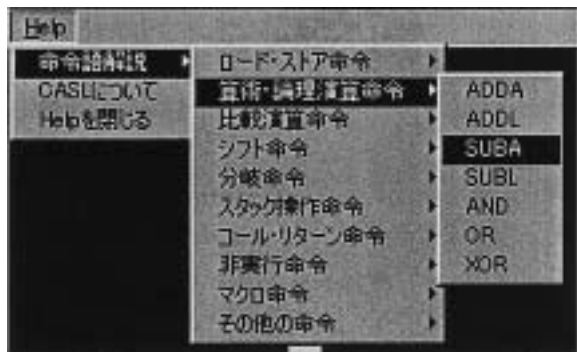 Help
命令語解説
CASLについて
Helpを閉じる
ロード・ストア命令
算術・論理演算命令
比較演算命令
シフト命令
分岐命令
スタック操作命令
コール・リターン命令
非実行命令
マクロ命令
その他の命令
ADDA
ADDL
SUBA
SUBL
AND
OR
XOR